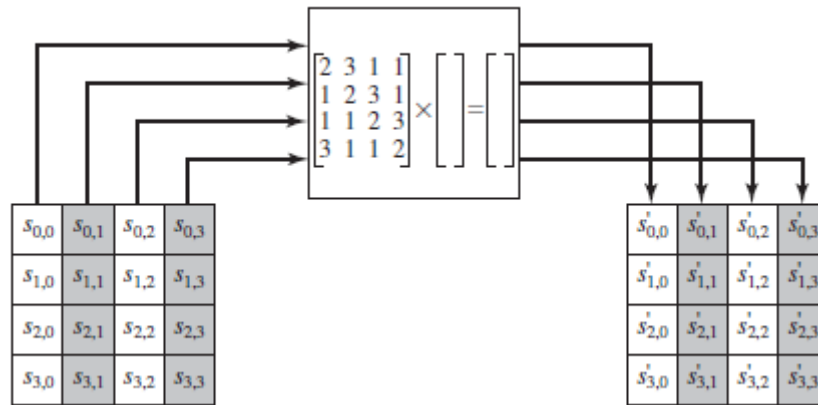 2 3 1 1
1 2 3 1
1 1 2 3
3 1 1 2
× =
s0,0 s0,1 s0,2 s0,3
s1,0 s1,1 s1,2 s1,3
s2,0 s2,1 s2,2 s2,3
s3,0 s3,1 s3,2 s3,3
s'0,0 s'0,1 s'0,2 s'0,3
s'1,0 s'1,1 s'1,2 s'1,3
s'2,0 s'2,1 s'2,2 s'2,3
s'3,0 s'3,1 s'3,2 s'3,3